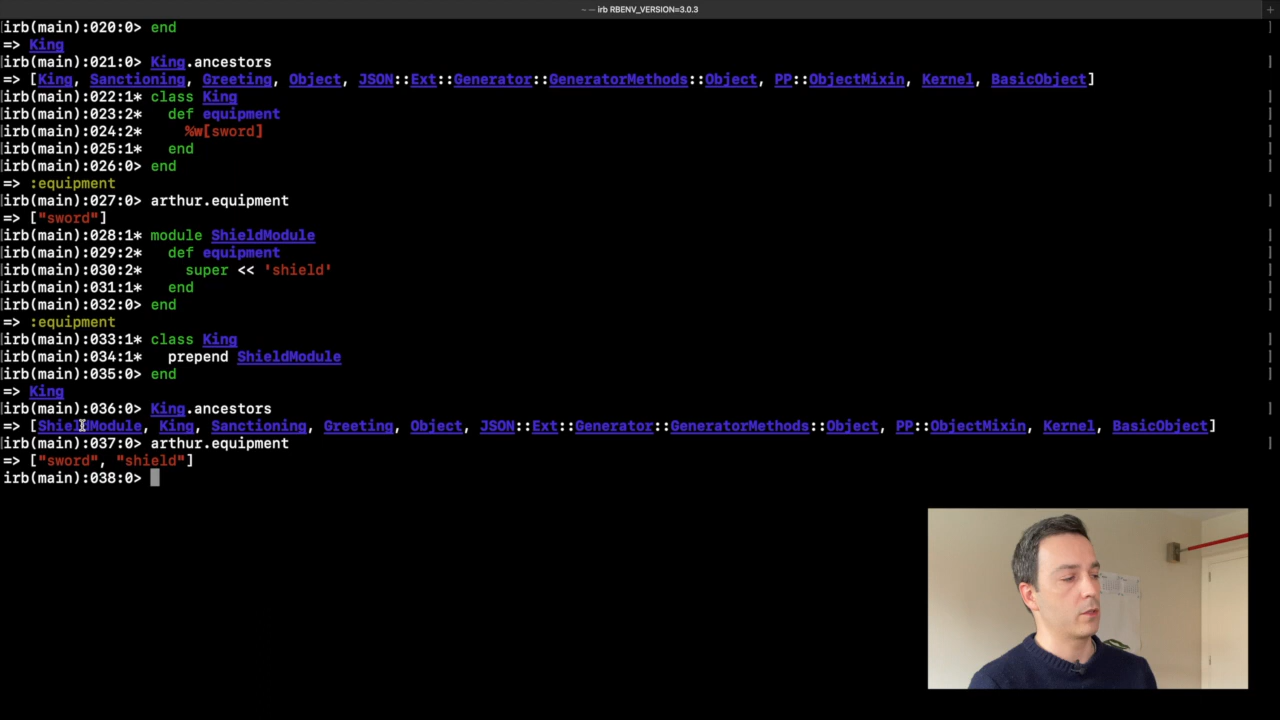 ~ — irb RBENV_VERSION=3.0.3
irb(main):020:0> end
=> King
irb(main):021:0> King.ancestors
=> [King, Sanctioning, Greeting, Object, JSON::Ext::Generator::GeneratorMethods::Object, PP::ObjectMixin, Kernel, BasicObject]
irb(main):022:1* class King
irb(main):023:2*   def equipment
irb(main):024:2*     %w[sword]
irb(main):025:1*   end
irb(main):026:0> end
=> :equipment
irb(main):027:0> arthur.equipment
=> ["sword"]
irb(main):028:1* module ShieldModule
irb(main):029:2*   def equipment
irb(main):030:2*     super << 'shield'
irb(main):031:1*   end
irb(main):032:0> end
=> :equipment
irb(main):033:1* class King
irb(main):034:1*   prepend ShieldModule
irb(main):035:0> end
=> King
irb(main):036:0> King.ancestors
=> [ShieldModule, King, Sanctioning, Greeting, Object, JSON::Ext::Generator::GeneratorMethods::Object, PP::ObjectMixin, Kernel, BasicObject]
irb(main):037:0> arthur.equipment
=> ["sword", "shield"]
irb(main):038:0>